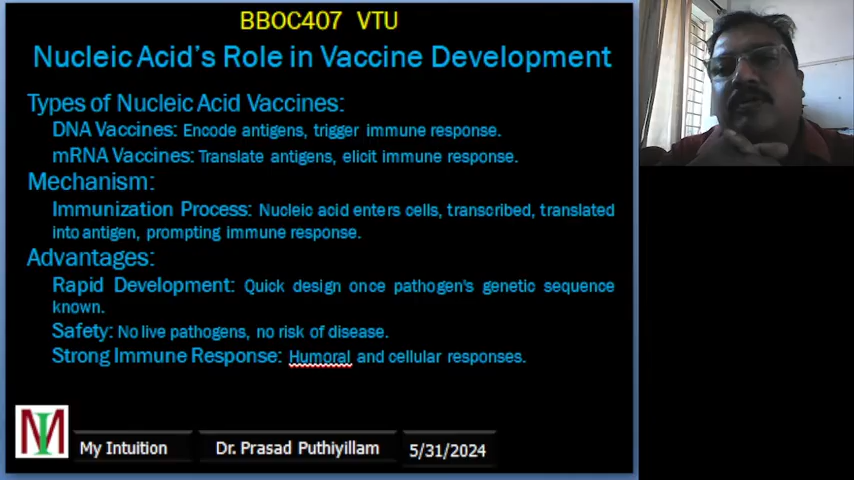 BBOC407 VTU
Nucleic Acid's Role in Vaccine Development
Types of Nucleic Acid Vaccines:
DNA Vaccines: Encode antigens, trigger immune response.
mRNA Vaccines: Translate antigens, elicit immune response.
Mechanism:
Immunization Process: Nucleic acid enters cells, transcribed, translated
into antigen, prompting immune response.
Advantages:
Rapid Development: Quick design once pathogen's genetic sequence
known.
Safety: No live pathogens, no risk of disease.
Strong Immune Response: Humoral and cellular responses.
MI
My Intuition
Dr. Prasad Puthiyillam
5/31/2024